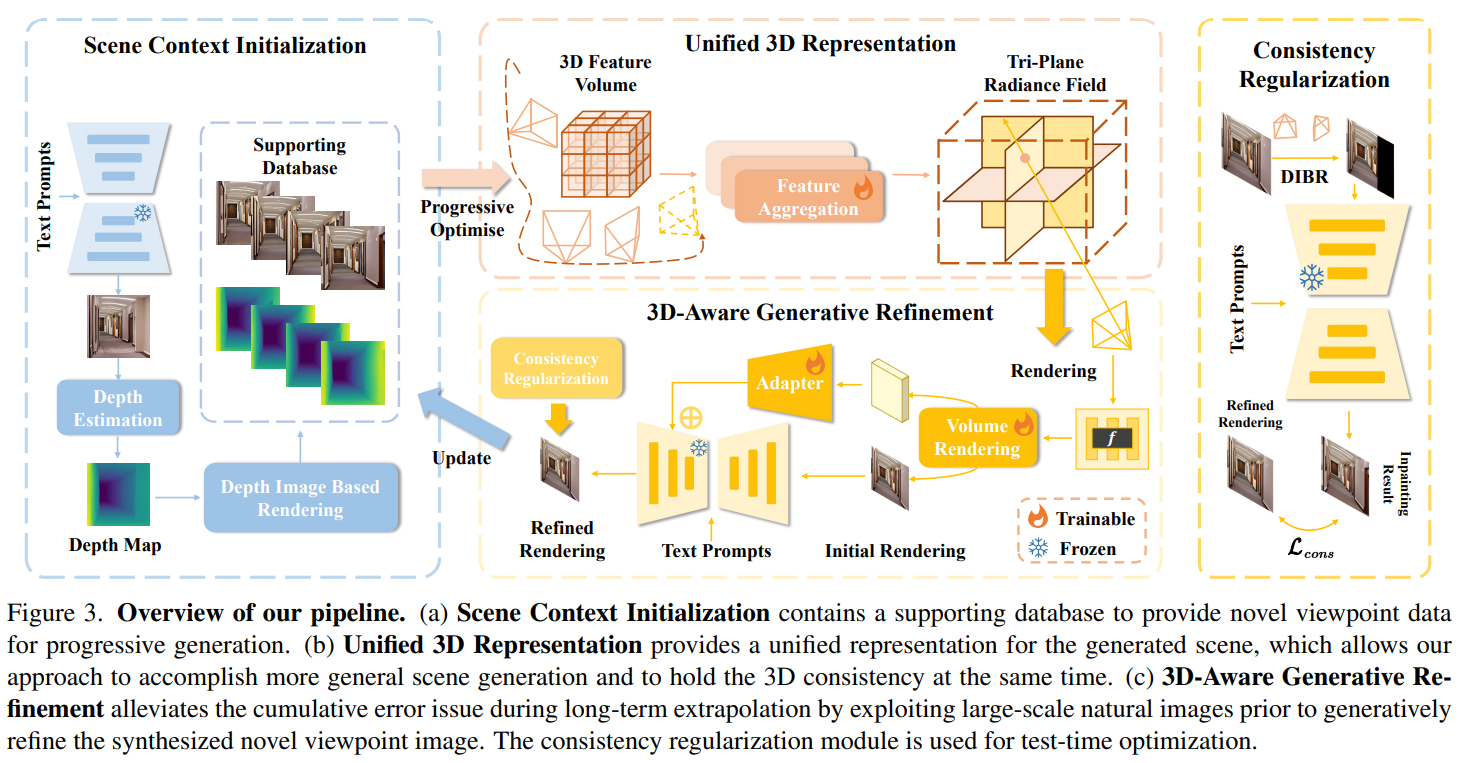 Scene Context Initialization
Text Prompts
Supporting
Database
Depth
Estimation
Depth Map
Depth Image Based
Rendering
Progressive
Optimise
Update
Unified 3D Representation
3D Feature
Volume
Feature
Aggregation
Tri-Plane
Radiance Field
3D-Aware Generative Refinement
Consistency
Regularization
Adapter
Rendering
Volume
Rendering
f
Refined
Rendering
Text Prompts
Initial Rendering
Trainable
Frozen
Consistency
Regularization
DIBR
Text Prompts
Refined
Rendering
Inpainting
Result
ℒcons
Figure 3. Overview of our pipeline. (a) Scene Context Initialization contains a supporting database to provide novel viewpoint data
for progressive generation. (b) Unified 3D Representation provides a unified representation for the generated scene, which allows our
approach to accomplish more general scene generation and to hold the 3D consistency at the same time. (c) 3D-Aware Generative Re-
finement alleviates the cumulative error issue during long-term extrapolation by exploiting large-scale natural images prior to generatively
refine the synthesized novel viewpoint image. The consistency regularization module is used for test-time optimization.